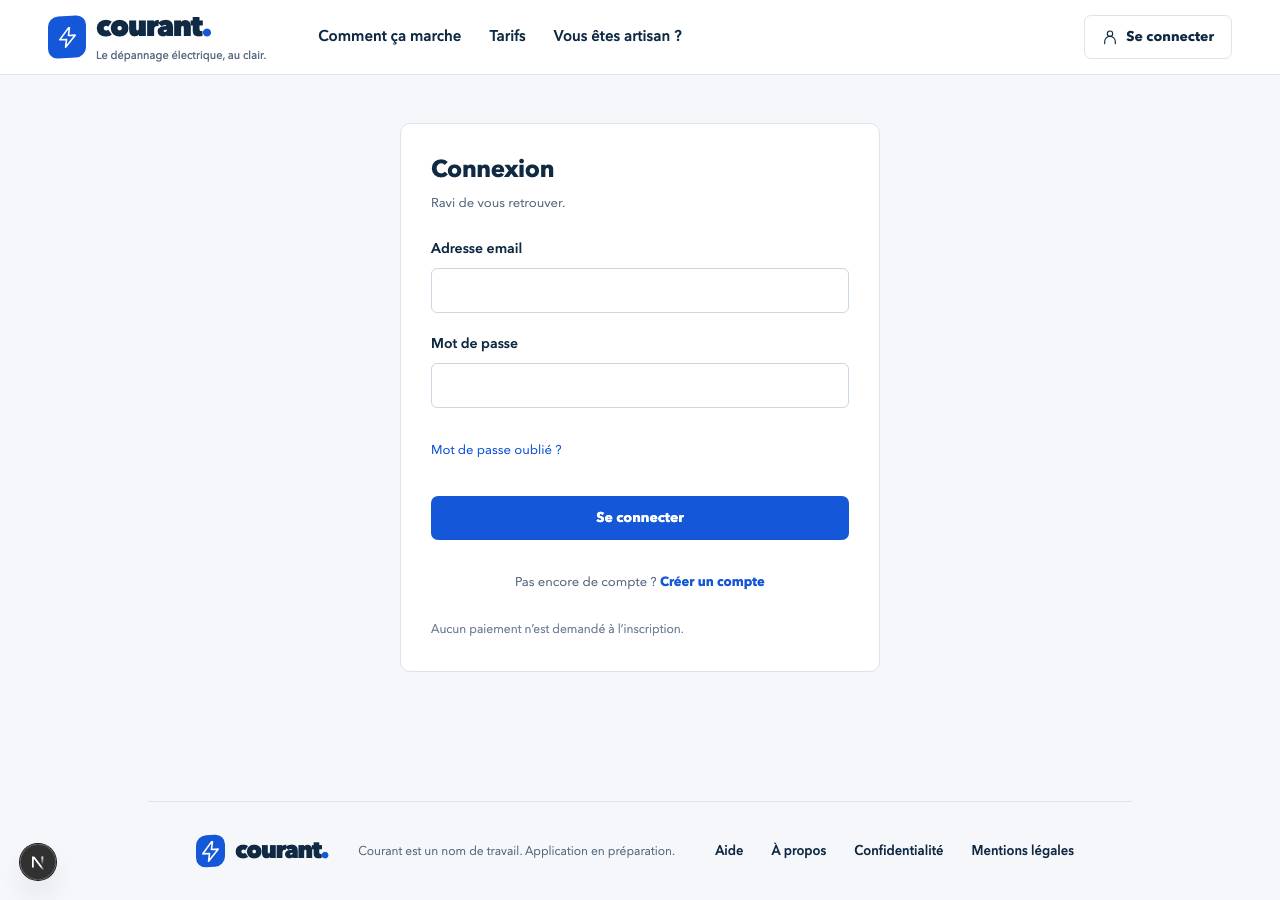 courant.
Le dépannage électrique, au clair.
Comment ça marche
Tarifs
Vous êtes artisan ?
Se connecter
Connexion
Ravi de vous retrouver.
Adresse email
Mot de passe
Mot de passe oublié ?
Se connecter
Pas encore de compte ? Créer un compte
Aucun paiement n’est demandé à l’inscription.
courant.
Courant est un nom de travail. Application en préparation.
Aide
À propos
Confidentialité
Mentions légales
N